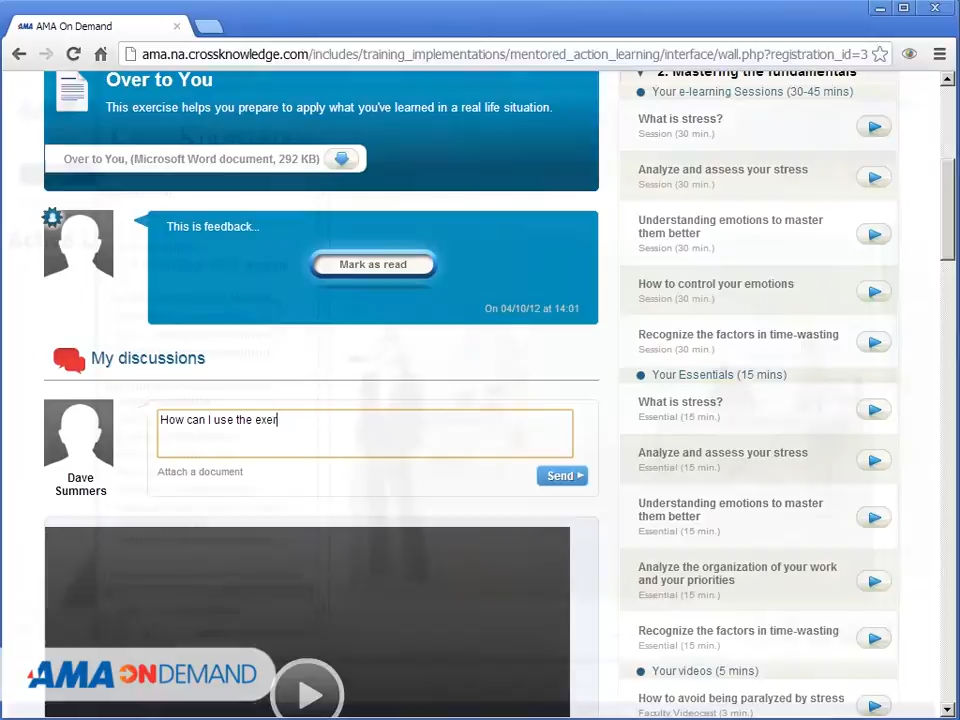 AMA AMA On Demand
ama.na.crossknowledge.com/includes/training_implementations/mentored_action_learning/interface/wall.php?registration_id=3
Over to You
This exercise helps you prepare to apply what you've learned in a real life situation.
Over to You, (Microsoft Word document, 292 KB)
This is feedback...
Mark as read
On 04/10/12 at 14:01
My discussions
How can I use the exer
Attach a document
Send
Dave
Summers
AMA ONDEMAND
2. Mastering the fundamentals
Your e-learning Sessions (30-45 mins)
What is stress?
Session (30 min.)
Analyze and assess your stress
Session (30 min.)
Understanding emotions to master
them better
Session (30 min.)
How to control your emotions
Session (30 min.)
Recognize the factors in time-wasting
Session (30 min.)
Your Essentials (15 mins)
What is stress?
Essential (15 min.)
Analyze and assess your stress
Essential (15 min.)
Understanding emotions to master
them better
Essential (15 min.)
Analyze the organization of your work
and your priorities
Essential (15 min.)
Recognize the factors in time-wasting
Essential (15 min.)
Your videos (5 mins)
How to avoid being paralyzed by stress
Faculty Videocast (3 min.)